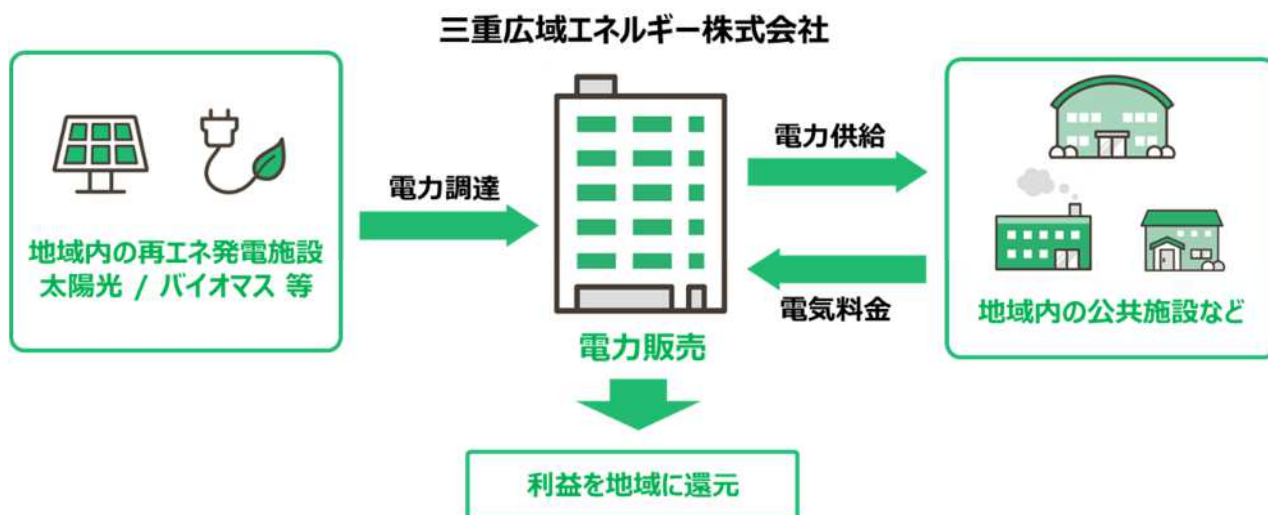 三重広域エネルギー株式会社
地域内の再エネ発電施設
太陽光 / バイオマス 等
電力調達
電力販売
電力供給
電気料金
地域内の公共施設など
利益を地域に還元